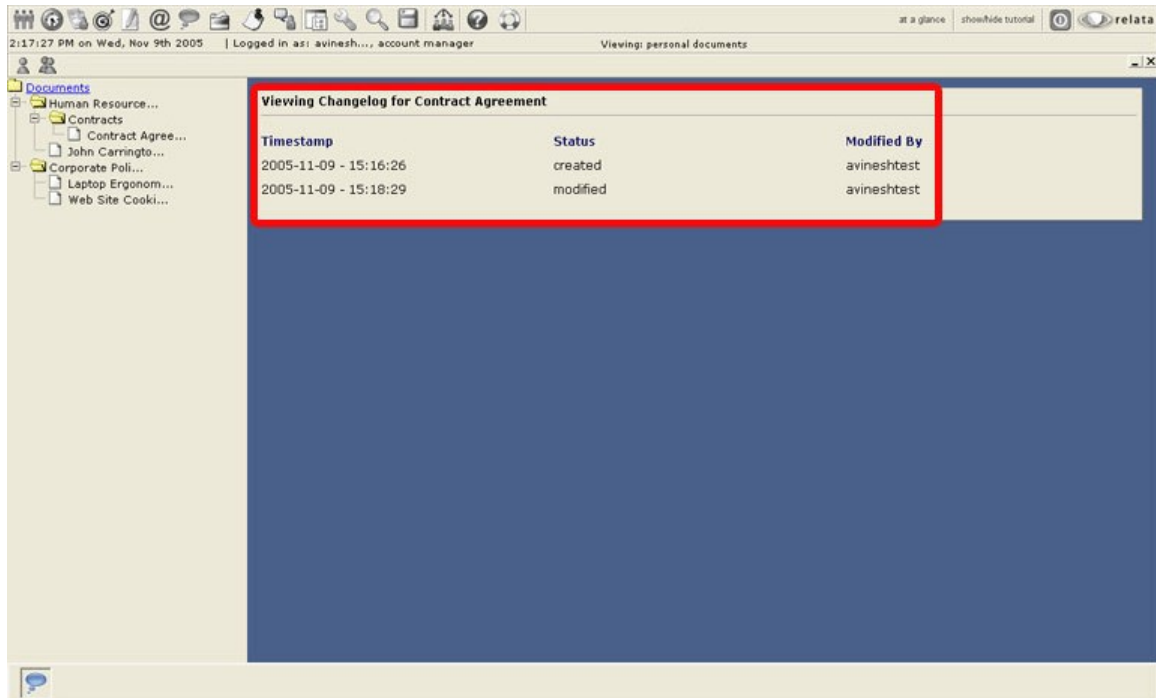 at a glance show/hide tutorial relata
2:17:27 PM on Wed, Nov 9th 2005 | Logged in as: avinesh..., account manager Viewing: personal documents
Documents
Human Resource...
Contracts
Contract Agree...
John Carringto...
Corporate Poli...
Laptop Ergonom...
Web Site Cooki...
Viewing Changelog for Contract Agreement
Timestamp Status Modified By
2005-11-09 - 15:16:26 created avineshtest
2005-11-09 - 15:18:29 modified avineshtest